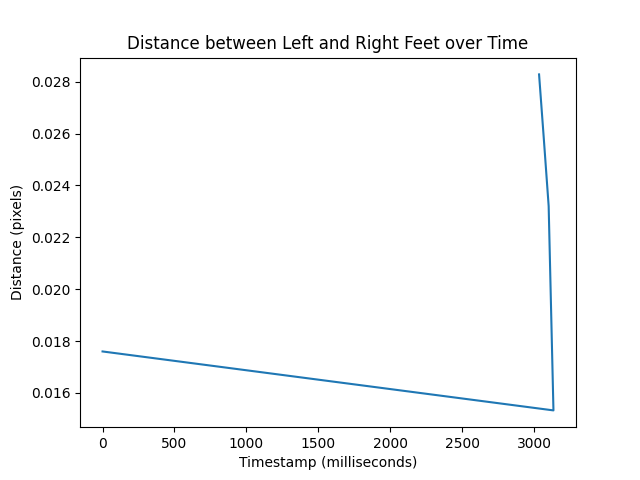 Distance between Left and Right Feet over Time
0.028
0.026
0.024
0.022
0.020
0.018
0.016
Distance (pixels)
0 500 1000 1500 2000 2500 3000
Timestamp (milliseconds)